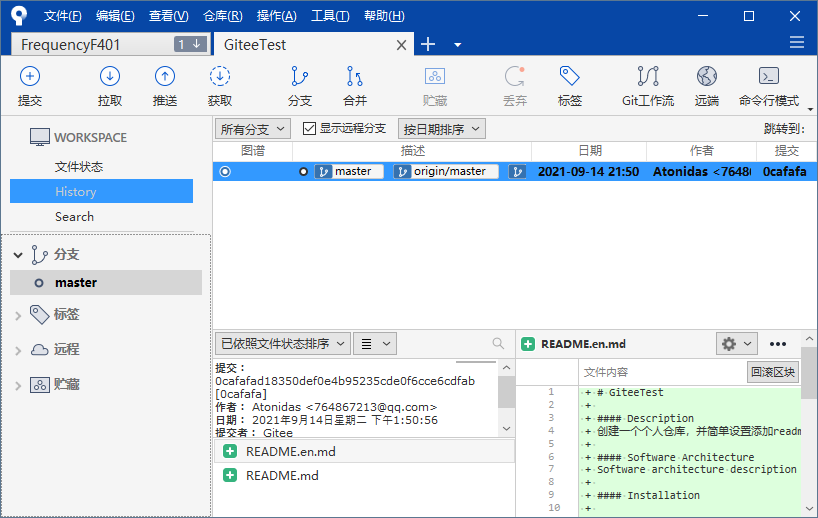 文件(F) 编辑(E) 查看(V) 仓库(R) 操作(A) 工具(T) 帮助(H)
FrequencyF401 1 GiteeTest
提交 拉取 推送 获取 分支 合并 贮藏 丢弃 标签 Git工作流 远端 命令行模式
WORKSPACE
文件状态
History
Search
分支
master
标签
远程
贮藏
所有分支 显示远程分支 按日期排序 跳转到:
图谱 描述 日期 作者 提交
master origin/master 2021-09-14 21:50 Atonidas <76486 0cafafa
已依照文件状态排序
提交:
0cafafad18350def0e4b95235cde0f6cce6cdfab
[0cafafa]
作者: Atonidas <764867213@qq.com>
日期: 2021年9月14日星期二 下午1:50:56
提交者: Gitee
README.en.md
README.md
README.en.md
文件内容 回滚区块
1 + # GiteeTest
2 +
3 + #### Description
4 + 创建一个个人仓库，并简单设置添加readm
5 +
6 + #### Software Architecture
7 + Software architecture description
8 +
9 + #### Installation
10 +